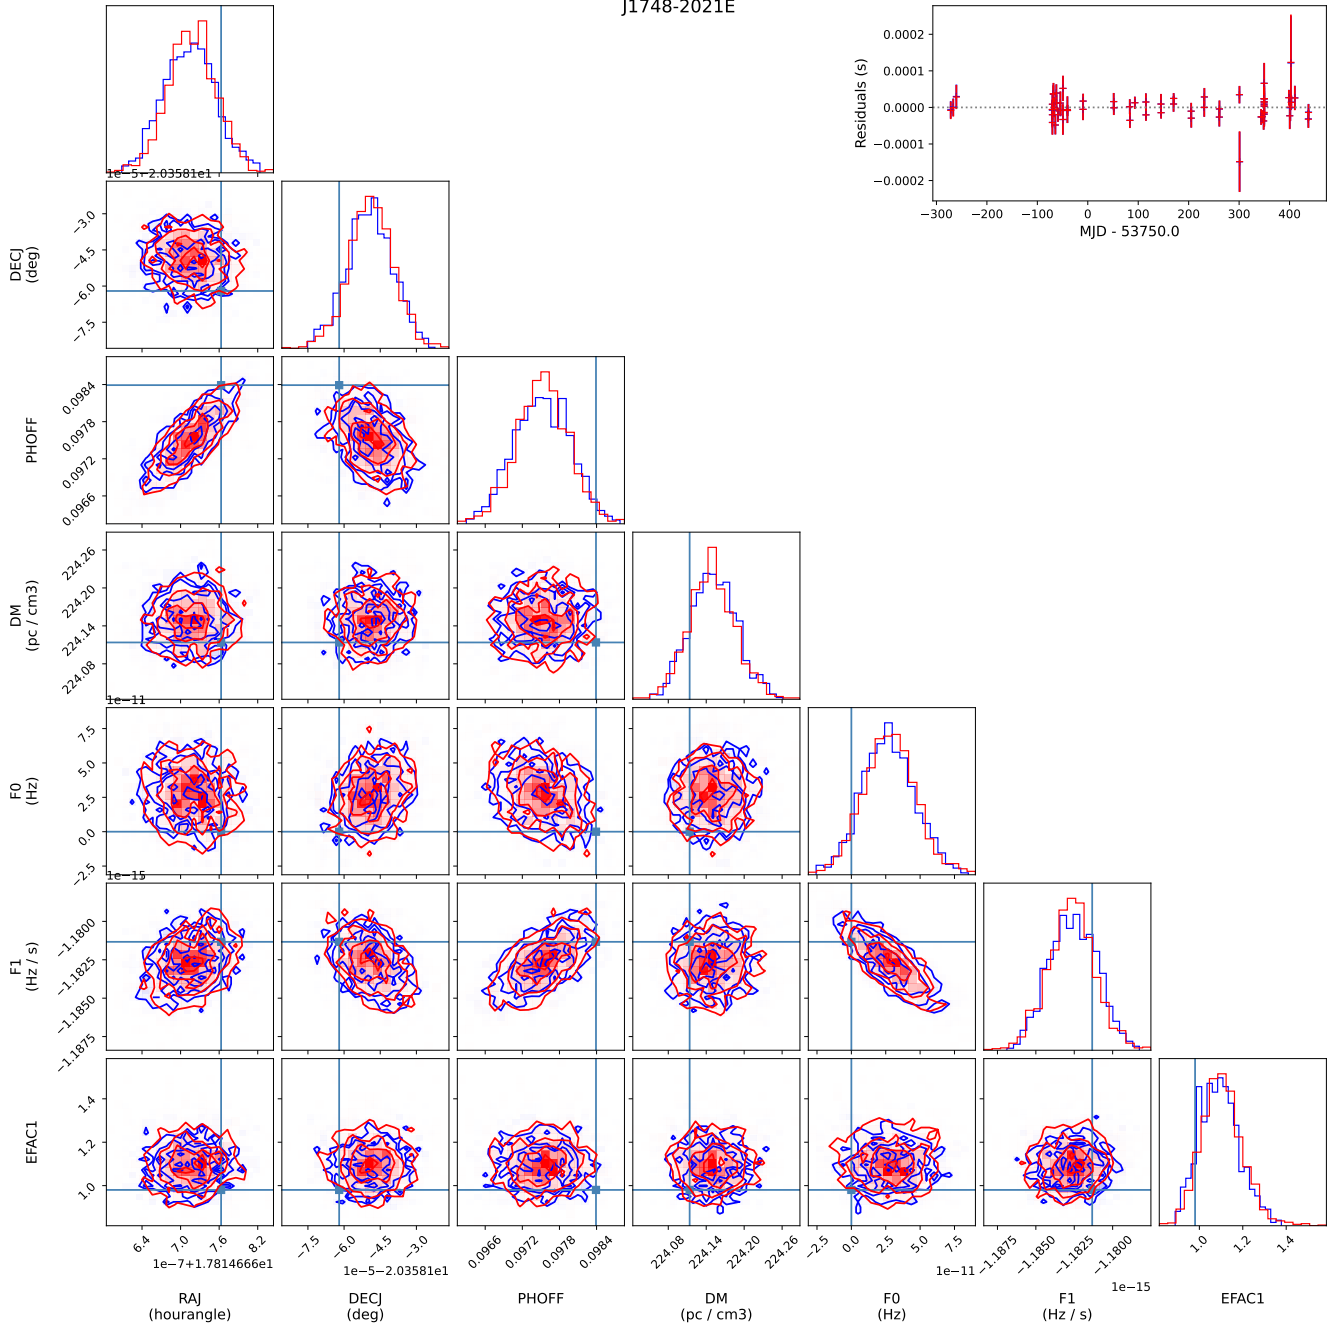 J1748-2021E
0.0002
0.0001
0.0000
−0.0001
−0.0002
Residuals (s)
−300 −200 −100 0 100 200 300 400
MJD - 53750.0
1e−5−2.03581e1
−3.0
−4.5
−6.0
−7.5
DECJ
(deg)
0.0984
0.0978
0.0972
0.0966
PHOFF
224.26
224.20
224.14
224.08
DM
(pc / cm3)
1e−11
7.5
5.0
2.5
0.0
−2.5
F0
(Hz)
1e−15
−1.1800
−1.1825
−1.1850
−1.1875
F1
(Hz / s)
1.4
1.2
1.0
EFAC1
6.4 7.0 7.6 8.2
1e−7+1.7814666e1
RAJ
(hourangle)
−7.5 −6.0 −4.5 −3.0
1e−5−2.03581e1
DECJ
(deg)
0.0966 0.0972 0.0978 0.0984
PHOFF
224.08 224.14 224.20 224.26
DM
(pc / cm3)
−2.5 0.0 2.5 5.0 7.5
1e−11
F0
(Hz)
−1.1875 −1.1850 −1.1825 −1.1800
1e−15
F1
(Hz / s)
1.0 1.2 1.4
EFAC1